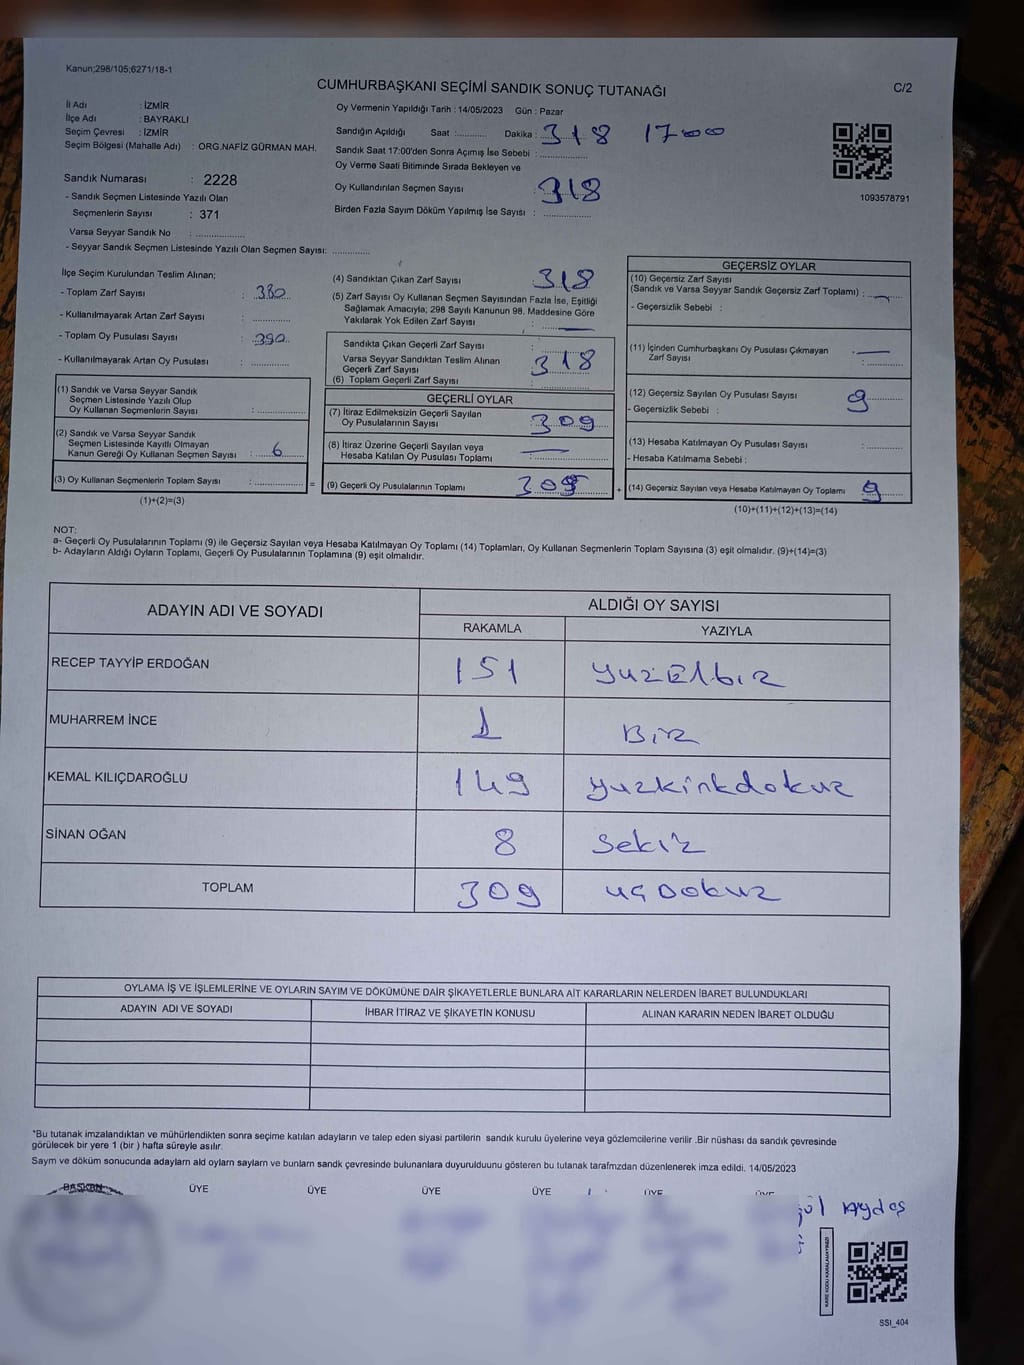 Kanun;298/105;6271/18-1
CUMHURBAŞKANI SEÇİMİ SANDIK SONUÇ TUTANAĞI
C/2
İl Adı : İZMİR
İlçe Adı : BAYRAKLI
Seçim Çevresi : İZMİR
Seçim Bölgesi (Mahalle Adı) : ORG.NAFİZ GÜRMAN MAH.
Sandık Numarası : 2228
- Sandık Seçmen Listesinde Yazılı Olan
Seçmenlerin Sayısı : 371
Varsa Seyyar Sandık No : ..............
- Seyyar Sandık Seçmen Listesinde Yazılı Olan Seçmen Sayısı: ............
Oy Vermenin Yapıldığı Tarih : 14/05/2023 Gün : Pazar
Sandığın Açıldığı Saat :.......... Dakika : 318 1700
Sandık Saat 17:00'den Sonra Açımış İse Sebebi : ..............
Oy Verme Saati Bitiminde Sırada Bekleyen ve
Oy Kullandırılan Seçmen Sayısı : 318
Birden Fazla Sayım Döküm Yapılmış İse Sayısı : ..............
1093578791
İlçe Seçim Kurulundan Teslim Alınan;
- Toplam Zarf Sayısı : 380
- Kullanılmayarak Artan Zarf Sayısı : ............
- Toplam Oy Pusulası Sayısı : 390
- Kullanılmayarak Artan Oy Pusulası : ............
(1) Sandık ve Varsa Seyyar Sandık
Seçmen Listesinde Yazılı Olup
Oy Kullanan Seçmenlerin Sayısı : ..............
(2) Sandık ve Varsa Seyyar Sandık
Seçmen Listesinde Kayıtlı Olmayan
Kanun Gereği Oy Kullanan Seçmen Sayısı : 6
(3) Oy Kullanan Seçmenlerin Toplam Sayısı : ..............
(1)+(2)=(3)
=
(4) Sandıktan Çıkan Zarf Sayısı 318
(5) Zarf Sayısı Oy Kullanan Seçmen Sayısından Fazla İse, Eşitliği
Sağlamak Amacıyla; 298 Sayılı Kanunun 98. Maddesine Göre
Yakılarak Yok Edilen Zarf Sayısı : —
Sandıkta Çıkan Geçerli Zarf Sayısı :
Varsa Seyyar Sandıktan Teslim Alınan
Geçerli Zarf Sayısı : 318
(6) Toplam Geçerli Zarf Sayısı :
GEÇERLİ OYLAR
(7) İtiraz Edilmeksizin Geçerli Sayılan
Oy Pusulalarının Sayısı : 309
(8) İtiraz Üzerine Geçerli Sayılan veya
Hesaba Katılan Oy Pusulası Toplamı : —
(9) Geçerli Oy Pusulalarının Toplamı : 309
+
GEÇERSİZ OYLAR
(10) Geçersiz Zarf Sayısı
(Sandık ve Varsa Seyyar Sandık Geçersiz Zarf Toplamı) : —
- Geçersizlik Sebebi :
(11) İçinden Cumhurbaşkanı Oy Pusulası Çıkmayan
Zarf Sayısı : —
(12) Geçersiz Sayılan Oy Pusulası Sayısı : 9
- Geçersizlik Sebebi :
(13) Hesaba Katılmayan Oy Pusulası Sayısı : ............
- Hesaba Katılmama Sebebi :
(14) Geçersiz Sayılan veya Hesaba Katılmayan Oy Toplamı : 9
(10)+(11)+(12)+(13)=(14)
NOT:
a- Geçerli Oy Pusulalarının Toplamı (9) ile Geçersiz Sayılan veya Hesaba Katılmayan Oy Toplamı (14) Toplamları, Oy Kullanan Seçmenlerin Toplam Sayısına (3) eşit olmalıdır. (9)+(14)=(3)
b- Adayların Aldığı Oyların Toplamı, Geçerli Oy Pusulalarının Toplamına (9) eşit olmalıdır.
ADAYIN ADI VE SOYADI
ALDIĞI OY SAYISI
RAKAMLA YAZIYLA
RECEP TAYYİP ERDOĞAN 151 yuzElbir
MUHARREM İNCE 1 Bir
KEMAL KILIÇDAROĞLU 149 yuzkirkdokuz
SİNAN OĞAN 8 Sekiz
TOPLAM 309 uçDokuz
OYLAMA İŞ VE İŞLEMLERİNE VE OYLARIN SAYIM VE DÖKÜMÜNE DAİR ŞİKAYETLERLE BUNLARA AİT KARARLARIN NELERDEN İBARET BULUNDUKLARI
ADAYIN ADI VE SOYADI İHBAR İTİRAZ VE ŞİKAYETİN KONUSU ALINAN KARARIN NEDEN İBARET OLDUĞU
*Bu tutanak imzalandıktan ve mühürlendikten sonra seçime katılan adayların ve talep eden siyasi partilerin sandık kurulu üyelerine veya gözlemcilerine verilir .Bir nüshası da sandık çevresinde
görülecek bir yere 1 (bir ) hafta süreyle asılır.
Saym ve döküm sonucunda adaylarn ald oylarn saylarn ve bunlarn sandk çevresinde bulunanlara duyurulduunu gösteren bu tutanak tarafmzdan düzenlenerek imza edildi. 14/05/2023
BAŞKAN ÜYE ÜYE ÜYE ÜYE ÜYE ÜYE
gül Aydoş
KARE KODU KARALAMAYINIZ!
SSI_404